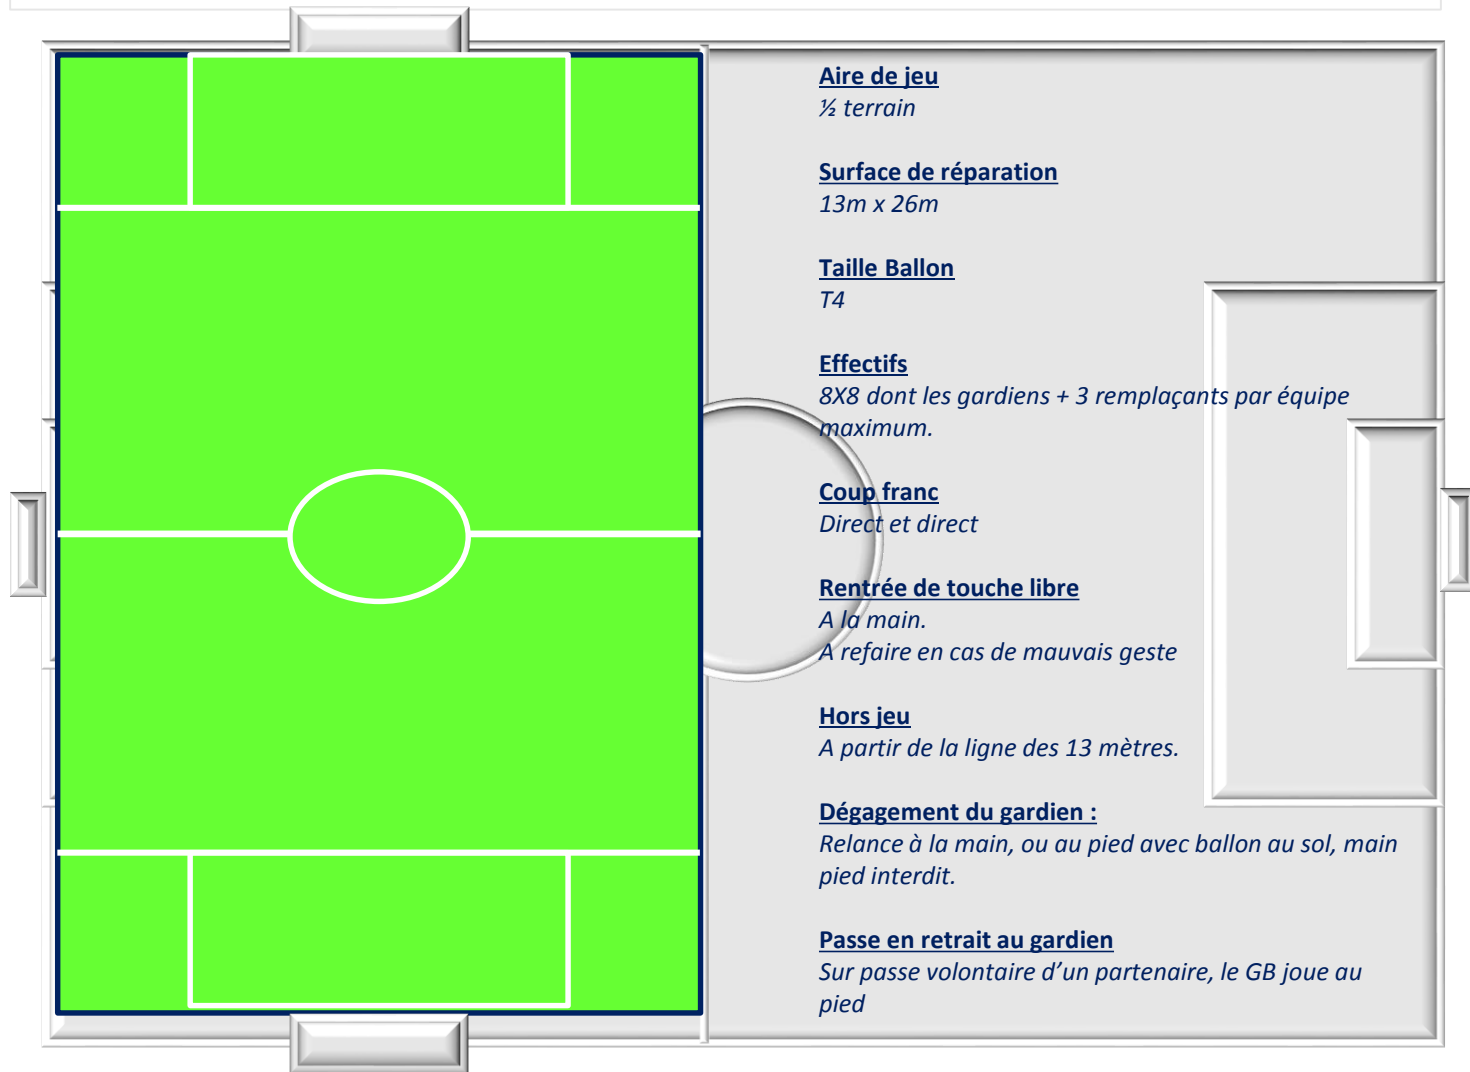 Aire de jeu
½ terrain
Surface de réparation
13m x 26m
Taille Ballon
T4
Effectifs
8X8 dont les gardiens + 3 remplaçants par équipe
maximum.
Coup franc
Direct et direct
Rentrée de touche libre
A la main.
A refaire en cas de mauvais geste
Hors jeu
A partir de la ligne des 13 mètres.
Dégagement du gardien :
Relance à la main, ou au pied avec ballon au sol, main
pied interdit.
Passe en retrait au gardien
Sur passe volontaire d’un partenaire, le GB joue au
pied